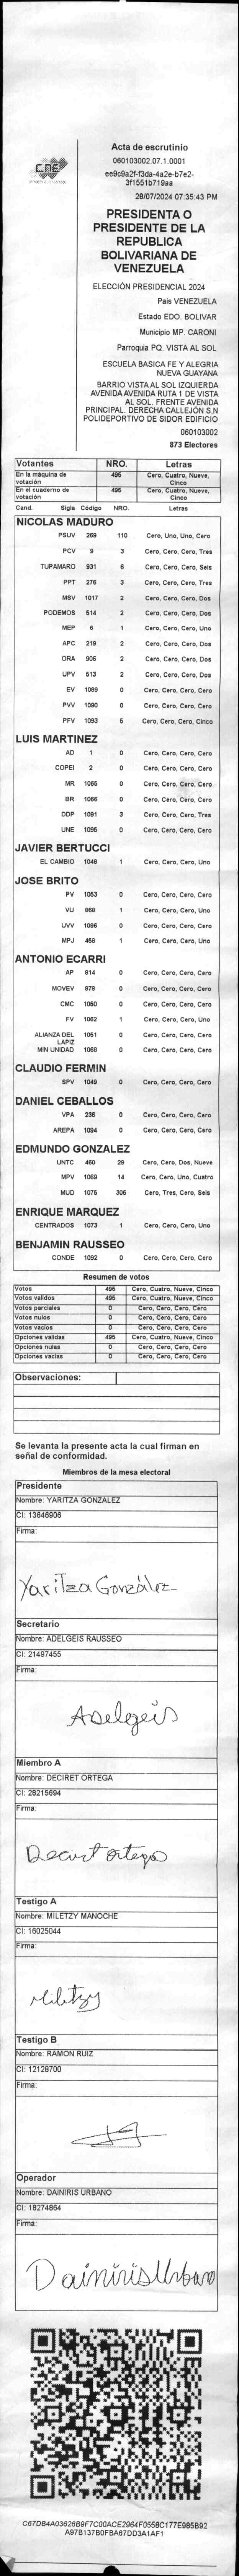 CNE
Acta de escrutinio
060103002.07.1.0001
ee9c9a2f-f3da-4a2e-b7e2-
3f1551b719aa
28/07/2024 07:35:43 PM
PRESIDENTA O
PRESIDENTE DE LA
REPUBLICA
BOLIVARIANA DE
VENEZUELA
ELECCIÓN PRESIDENCIAL 2024
Pais VENEZUELA
Estado EDO. BOLIVAR
Municipio MP. CARONI
Parroquia PQ. VISTA AL SOL
ESCUELA BASICA FE Y ALEGRIA
NUEVA GUAYANA
BARRIO VISTA AL SOL IZQUIERDA
AVENIDA AVENIDA RUTA 1 DE VISTA
AL SOL. FRENTE AVENIDA
PRINCIPAL. DERECHA CALLEJÓN S,N
POLIDEPORTIVO DE SIDOR EDIFICIO
060103002
873 Electores
Votantes NRO. Letras
En la máquina de votación 495 Cero, Cuatro, Nueve, Cinco
En el cuaderno de votación 495 Cero, Cuatro, Nueve, Cinco
Cand. Sigla Código NRO. Letras
NICOLAS MADURO
PSUV 269 110 Cero, Uno, Uno, Cero
PCV 9 3 Cero, Cero, Cero, Tres
TUPAMARO 931 6 Cero, Cero, Cero, Seis
PPT 276 3 Cero, Cero, Cero, Tres
MSV 1017 2 Cero, Cero, Cero, Dos
PODEMOS 514 2 Cero, Cero, Cero, Dos
MEP 6 1 Cero, Cero, Cero, Uno
APC 219 2 Cero, Cero, Cero, Dos
ORA 906 2 Cero, Cero, Cero, Dos
UPV 513 2 Cero, Cero, Cero, Dos
EV 1089 0 Cero, Cero, Cero, Cero
PVV 1090 0 Cero, Cero, Cero, Cero
PFV 1093 5 Cero, Cero, Cero, Cinco
LUIS MARTINEZ
AD 1 0 Cero, Cero, Cero, Cero
COPEI 2 0 Cero, Cero, Cero, Cero
MR 1065 0 Cero, Cero, Cero, Cero
BR 1066 0 Cero, Cero, Cero, Cero
DDP 1091 3 Cero, Cero, Cero, Tres
UNE 1095 0 Cero, Cero, Cero, Cero
JAVIER BERTUCCI
EL CAMBIO 1048 1 Cero, Cero, Cero, Uno
JOSE BRITO
PV 1053 0 Cero, Cero, Cero, Cero
VU 868 1 Cero, Cero, Cero, Uno
UVV 1096 0 Cero, Cero, Cero, Cero
MPJ 458 1 Cero, Cero, Cero, Uno
ANTONIO ECARRI
AP 814 0 Cero, Cero, Cero, Cero
MOVEV 878 0 Cero, Cero, Cero, Cero
CMC 1050 0 Cero, Cero, Cero, Cero
FV 1062 1 Cero, Cero, Cero, Uno
ALIANZA DEL LAPIZ 1051 0 Cero, Cero, Cero, Cero
MIN UNIDAD 1068 0 Cero, Cero, Cero, Cero
CLAUDIO FERMIN
SPV 1049 0 Cero, Cero, Cero, Cero
DANIEL CEBALLOS
VPA 236 0 Cero, Cero, Cero, Cero
AREPA 1094 0 Cero, Cero, Cero, Cero
EDMUNDO GONZALEZ
UNTC 460 29 Cero, Cero, Dos, Nueve
MPV 1069 14 Cero, Cero, Uno, Cuatro
MUD 1075 306 Cero, Tres, Cero, Seis
ENRIQUE MARQUEZ
CENTRADOS 1073 1 Cero, Cero, Cero, Uno
BENJAMIN RAUSSEO
CONDE 1092 0 Cero, Cero, Cero, Cero
Resumen de votos
Votos 495 Cero, Cuatro, Nueve, Cinco
Votos validos 495 Cero, Cuatro, Nueve, Cinco
Votos parciales 0 Cero, Cero, Cero, Cero
Votos nulos 0 Cero, Cero, Cero, Cero
Votos vacios 0 Cero, Cero, Cero, Cero
Opciones validas 495 Cero, Cuatro, Nueve, Cinco
Opciones nulas 0 Cero, Cero, Cero, Cero
Opciones vacias 0 Cero, Cero, Cero, Cero
Observaciones:
Se levanta la presente acta la cual firman en
señal de conformidad.
Miembros de la mesa electoral
Presidente
Nombre: YARITZA GONZALEZ
CI: 13646906
Firma:
Yaritza González
Secretario
Nombre: ADELGEIS RAUSSEO
CI: 21497455
Firma:
Adelgeis
Miembro A
Nombre: DECIRET ORTEGA
CI: 28215694
Firma:
Deciret Ortega
Testigo A
Nombre: MILETZY MANOCHE
CI: 16025044
Firma:
Miletzy
Testigo B
Nombre: RAMON RUIZ
CI: 12128700
Firma:
Operador
Nombre: DAINIRIS URBANO
CI: 18274864
Firma:
Dainiris Urbano
C67DB4A03626B9F7C00ACE2964F0558C177E985B92
A97B137B0FBA67DD3A1AF1